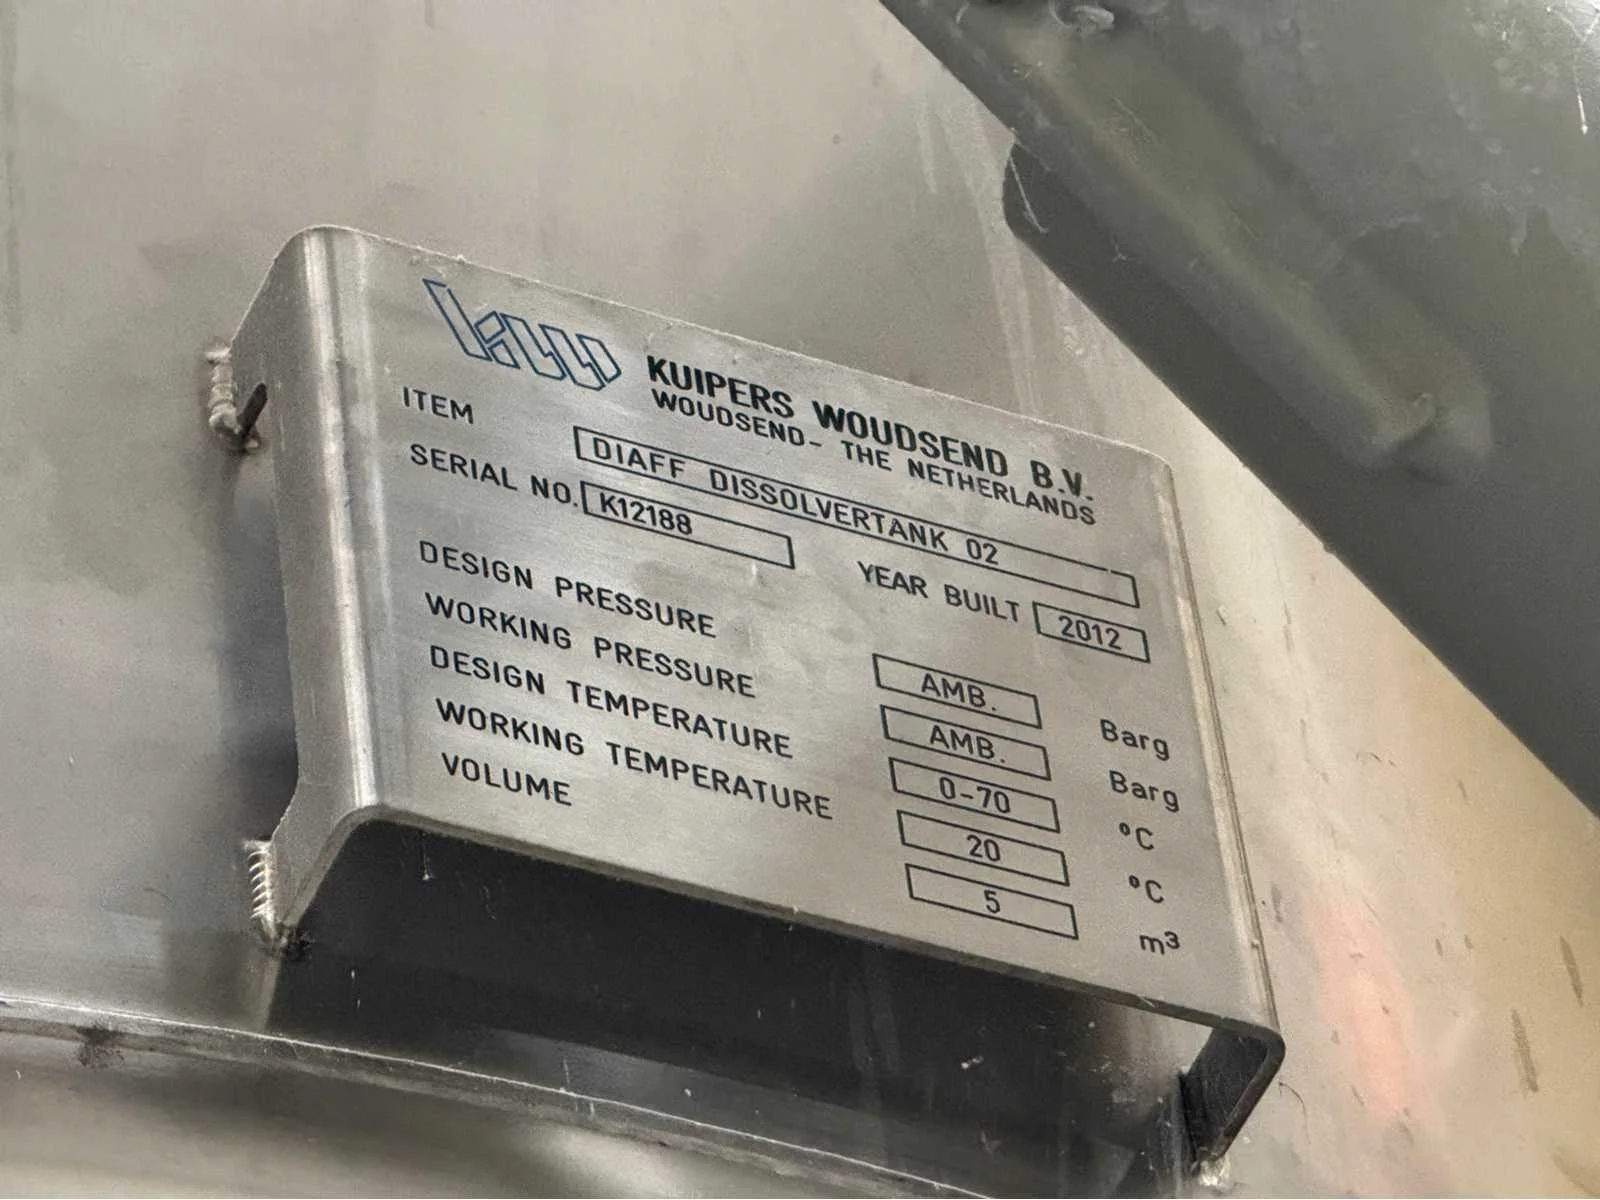 kw
KUIPERS WOUDSEND B.V.
WOUDSEND- THE NETHERLANDS
ITEM DIAFF DISSOLVERTANK 02
SERIAL NO. K12188 YEAR BUILT 2012
DESIGN PRESSURE AMB. Barg
WORKING PRESSURE AMB. Barg
DESIGN TEMPERATURE 0-70 °C
WORKING TEMPERATURE 20 °C
VOLUME 5 m³